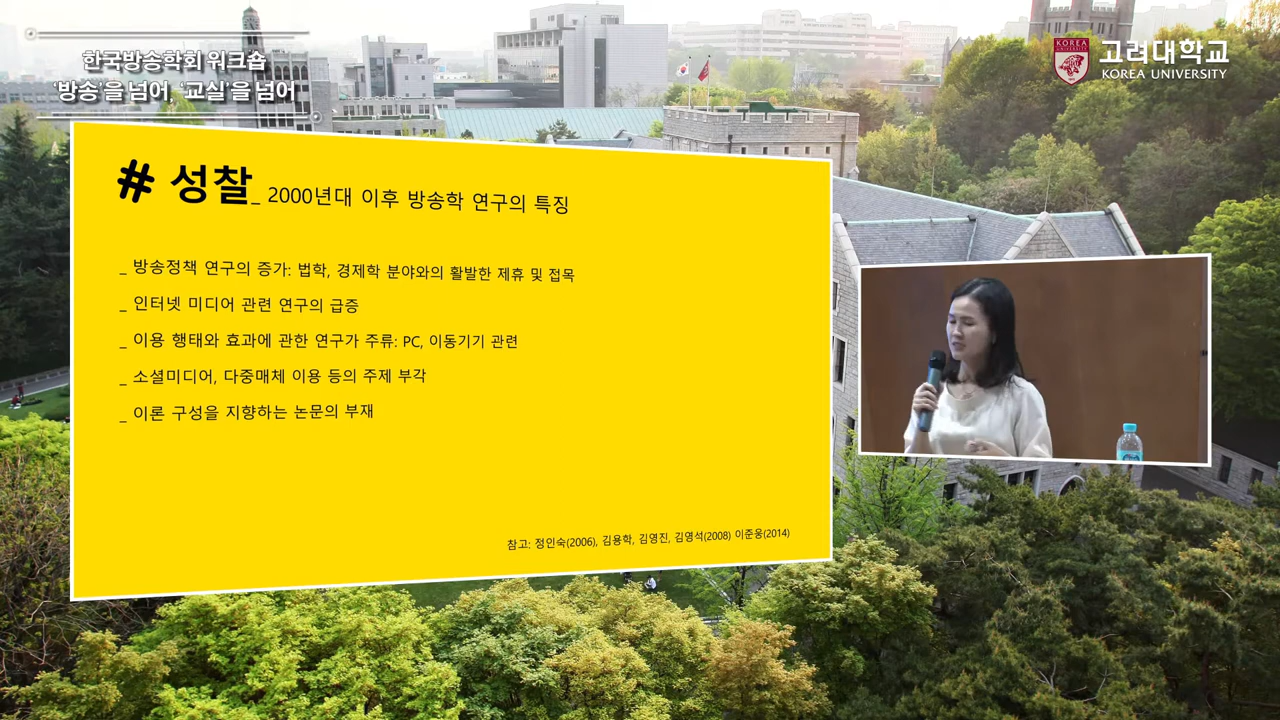 한국방송학회 워크숍
'방송'을 넘어, '교실'을 넘어
KOREA
고려대학교
KOREA UNIVERSITY
# 성찰_ 2000년대 이후 방송학 연구의 특징
_ 방송정책 연구의 증가: 법학, 경제학 분야와의 활발한 제휴 및 접목
_ 인터넷 미디어 관련 연구의 급증
_ 이용 행태와 효과에 관한 연구가 주류: PC, 이동기기 관련
_ 소셜미디어, 다중매체 이용 등의 주제 부각
_ 이론 구성을 지향하는 논문의 부재
참고: 정인숙(2006), 김용학, 김영진, 김영석(2008) 이준웅(2014)